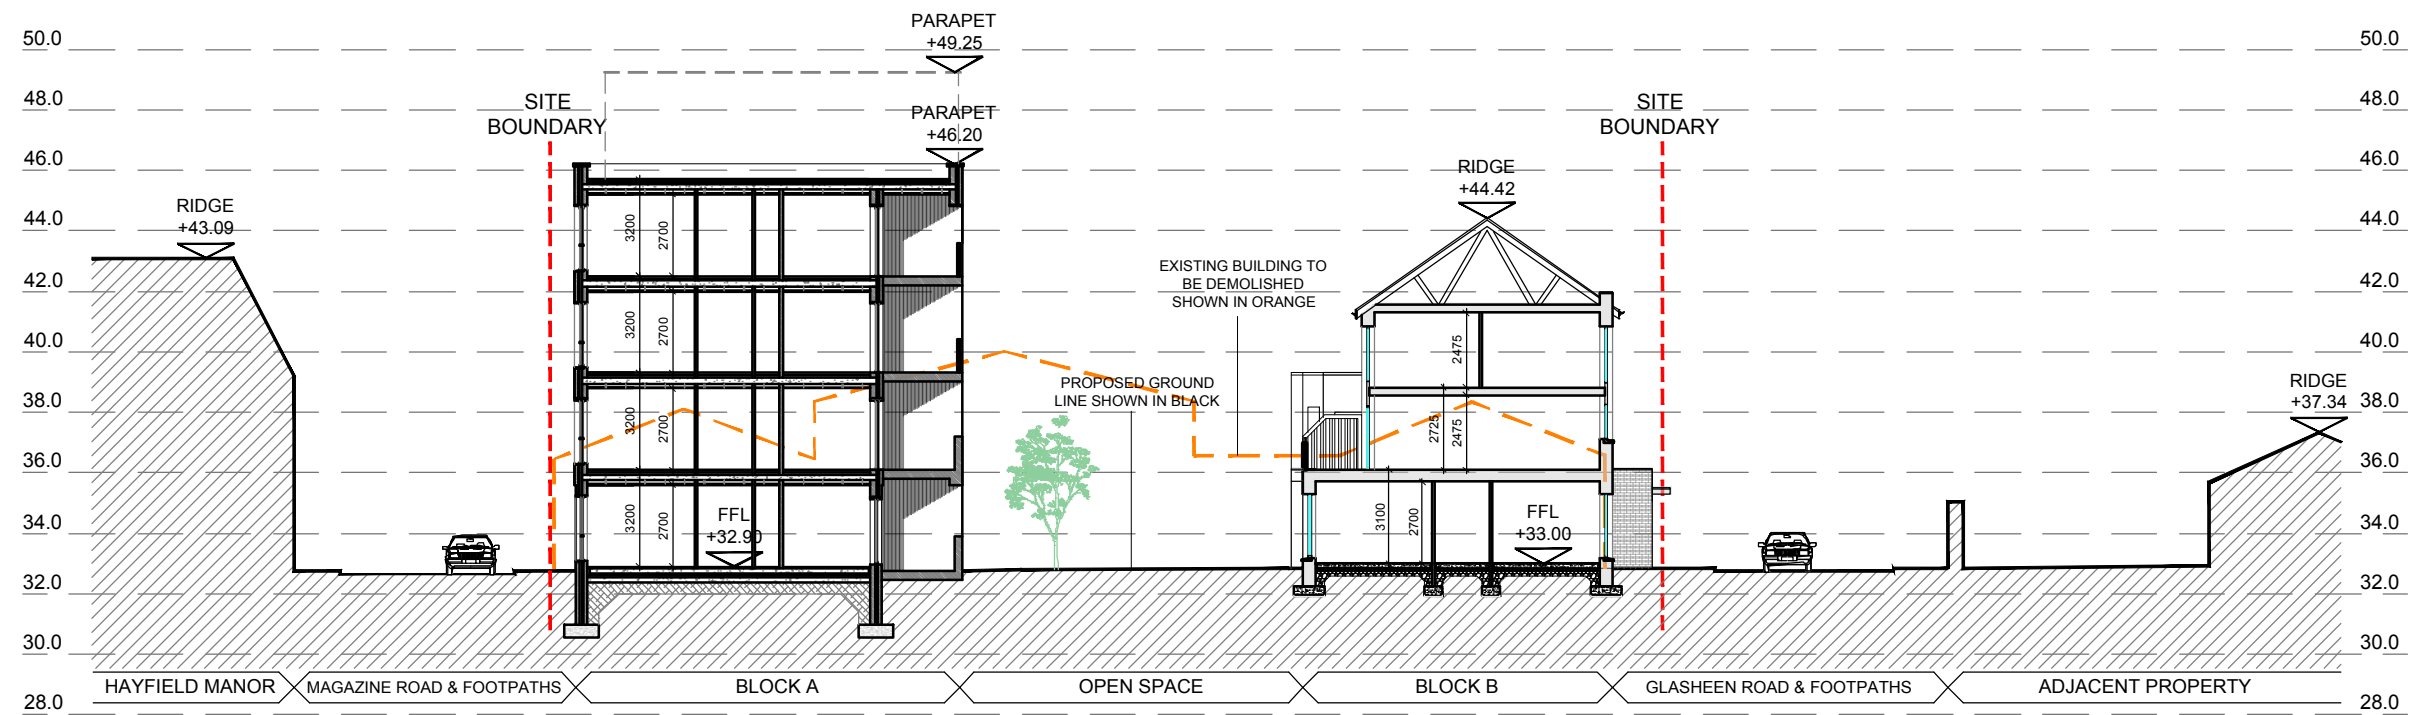 PARAPET
+49.25
50.0
50.0
SITE
BOUNDARY
PARAPET
+46.20
SITE
BOUNDARY
48.0
48.0
46.0
46.0
RIDGE
+44.42
RIDGE
+43.09
44.0
44.0
3200
2700
EXISTING BUILDING TO
BE DEMOLISHED
SHOWN IN ORANGE
42.0
42.0
3200
2700
2475
40.0
40.0
PROPOSED GROUND
LINE SHOWN IN BLACK
RIDGE
+37.34
38.0
38.0
3200
2700
2725
2475
36.0
36.0
3200
2700
FFL
+32.90
3100
2700
FFL
+33.00
34.0
34.0
32.0
32.0
30.0
30.0
HAYFIELD MANOR
MAGAZINE ROAD & FOOTPATHS
BLOCK A
OPEN SPACE
BLOCK B
GLASHEEN ROAD & FOOTPATHS
ADJACENT PROPERTY
28.0
28.0